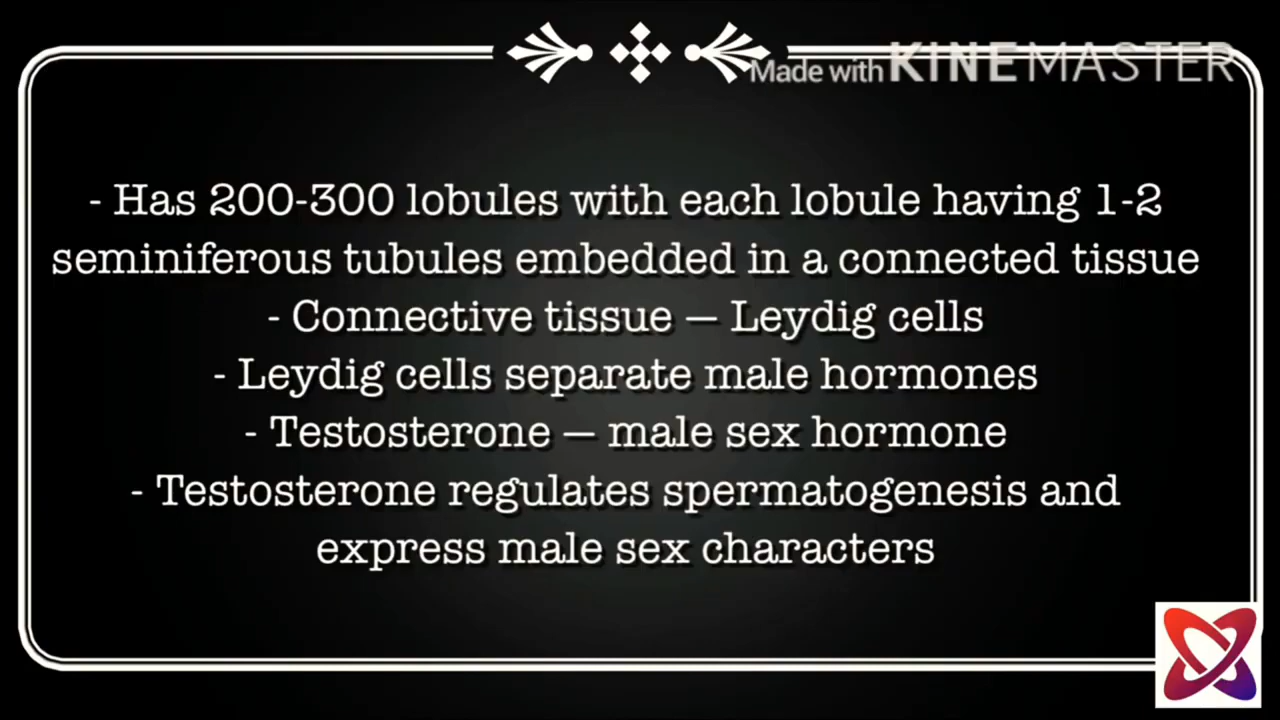 Made with KINEMASTER
- Has 200-300 lobules with each lobule having 1-2
seminiferous tubules embedded in a connected tissue
- Connective tissue — Leydig cells
- Leydig cells separate male hormones
- Testosterone — male sex hormone
- Testosterone regulates spermatogenesis and
express male sex characters